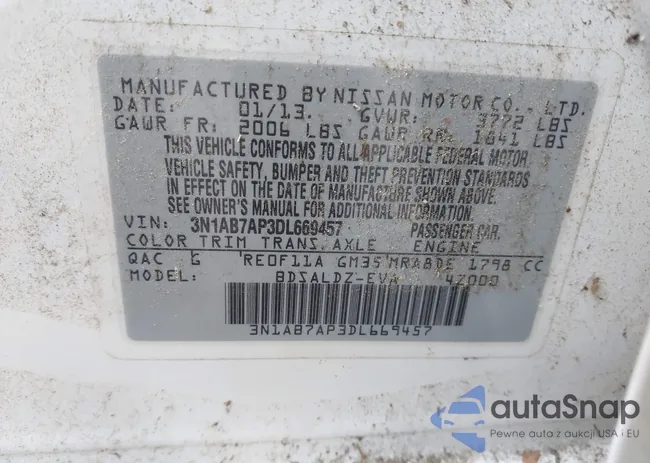 MANUFACTURED BY NISSAN MOTOR CO., LTD.
DATE: 01/13. GVWR: 3772 LBS
GAWR FR: 2006 LBS GAWR RR: 1841 LBS
THIS VEHICLE CONFORMS TO ALL APPLICABLE FEDERAL MOTOR
VEHICLE SAFETY, BUMPER AND THEFT PREVENTION STANDARDS
IN EFFECT ON THE DATE OF MANUFACTURE SHOWN ABOVE.
SEE OWNER'S MANUAL FOR ADDITIONAL INFORMATION.
VIN: 3N1AB7AP3DL669457 PASSENGER CAR.
COLOR TRIM TRANS. AXLE ENGINE
QAC G RE0F11A GM35 MRA8DE 1798 CC
MODEL: BDSALDZ-EVA 4Z000
3N1AB7AP3DL669457
autaSnap
Pewne auta z aukcji USA i EU